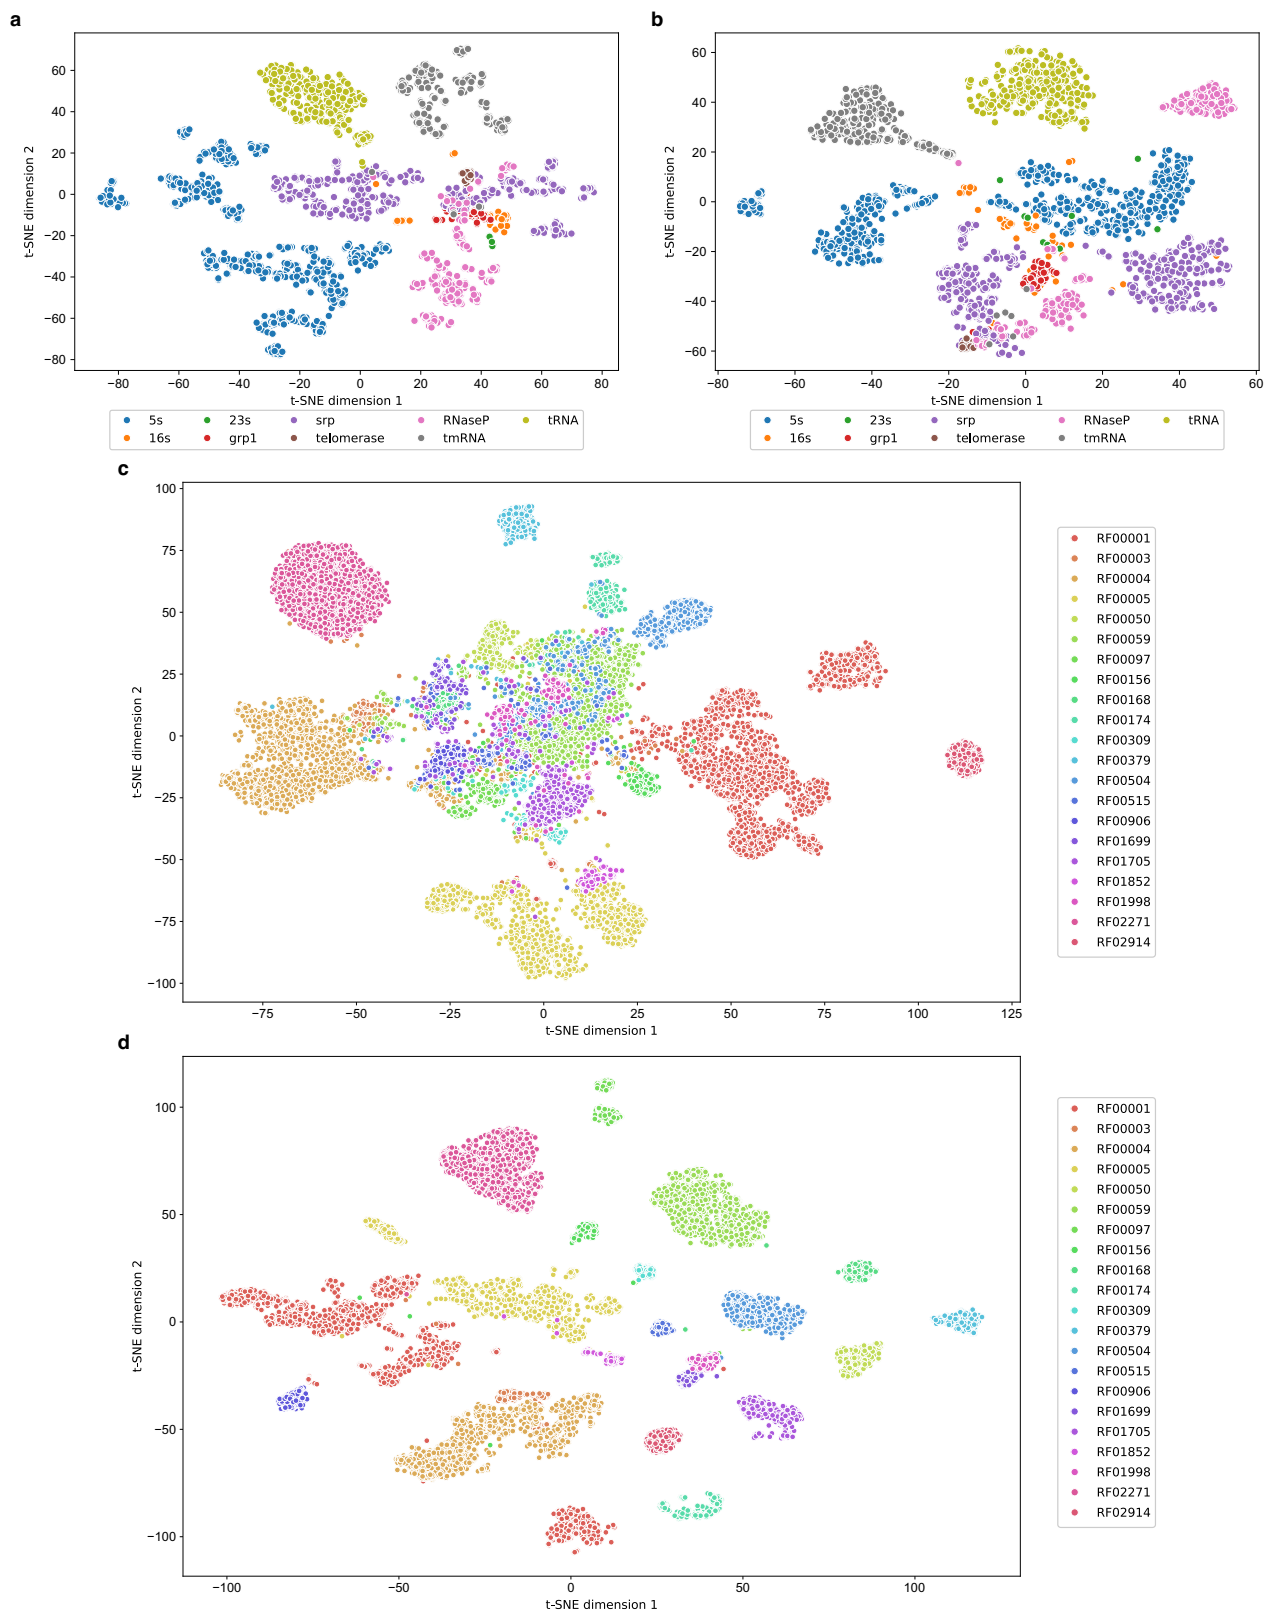 a
60
40
20
0
−20
−40
−60
−80
t-SNE dimension 2
−80 −60 −40 −20 0 20 40 60 80
t-SNE dimension 1
5s 23s srp RNaseP tRNA
16s grp1 telomerase tmRNA
b
60
40
20
0
−20
−40
−60
t-SNE dimension 2
−80 −60 −40 −20 0 20 40 60
t-SNE dimension 1
5s 23s srp RNaseP tRNA
16s grp1 telomerase tmRNA
c
100
75
50
25
0
−25
−50
−75
−100
t-SNE dimension 2
−75 −50 −25 0 25 50 75 100 125
t-SNE dimension 1
RF00001
RF00003
RF00004
RF00005
RF00050
RF00059
RF00097
RF00156
RF00168
RF00174
RF00309
RF00379
RF00504
RF00515
RF00906
RF01699
RF01705
RF01852
RF01998
RF02271
RF02914
d
100
50
0
−50
−100
t-SNE dimension 2
−100 −50 0 50 100
t-SNE dimension 1
RF00001
RF00003
RF00004
RF00005
RF00050
RF00059
RF00097
RF00156
RF00168
RF00174
RF00309
RF00379
RF00504
RF00515
RF00906
RF01699
RF01705
RF01852
RF01998
RF02271
RF02914